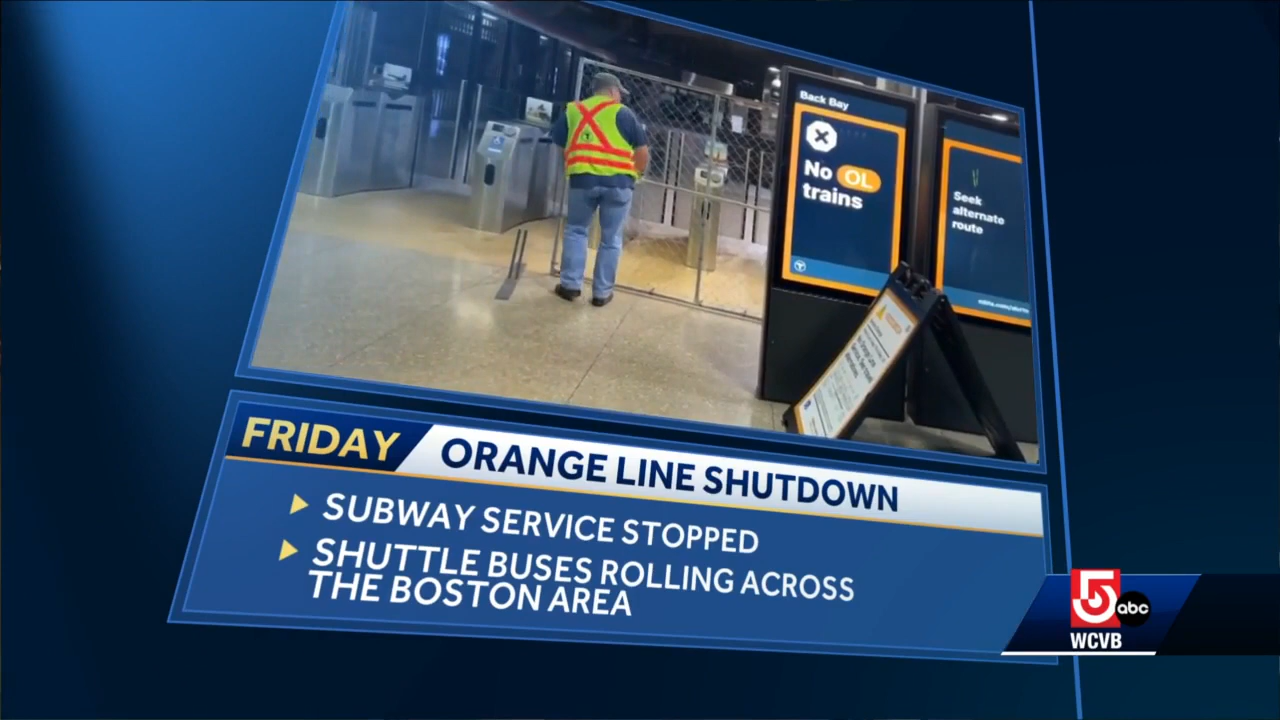 Back Bay
No OL
trains
Seek
alternate
route
FRIDAY
ORANGE LINE SHUTDOWN
SUBWAY SERVICE STOPPED
SHUTTLE BUSES ROLLING ACROSS
THE BOSTON AREA
5
abc
WCVB